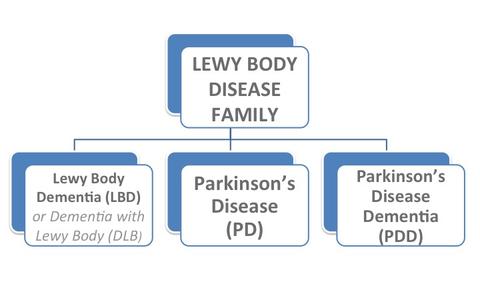 LEWY BODY
DISEASE
FAMILY
Lewy Body
Dementia (LBD)
or Dementia with
Lewy Body (DLB)
Parkinson's
Disease
(PD)
Parkinson's
Disease
Dementia
(PDD)